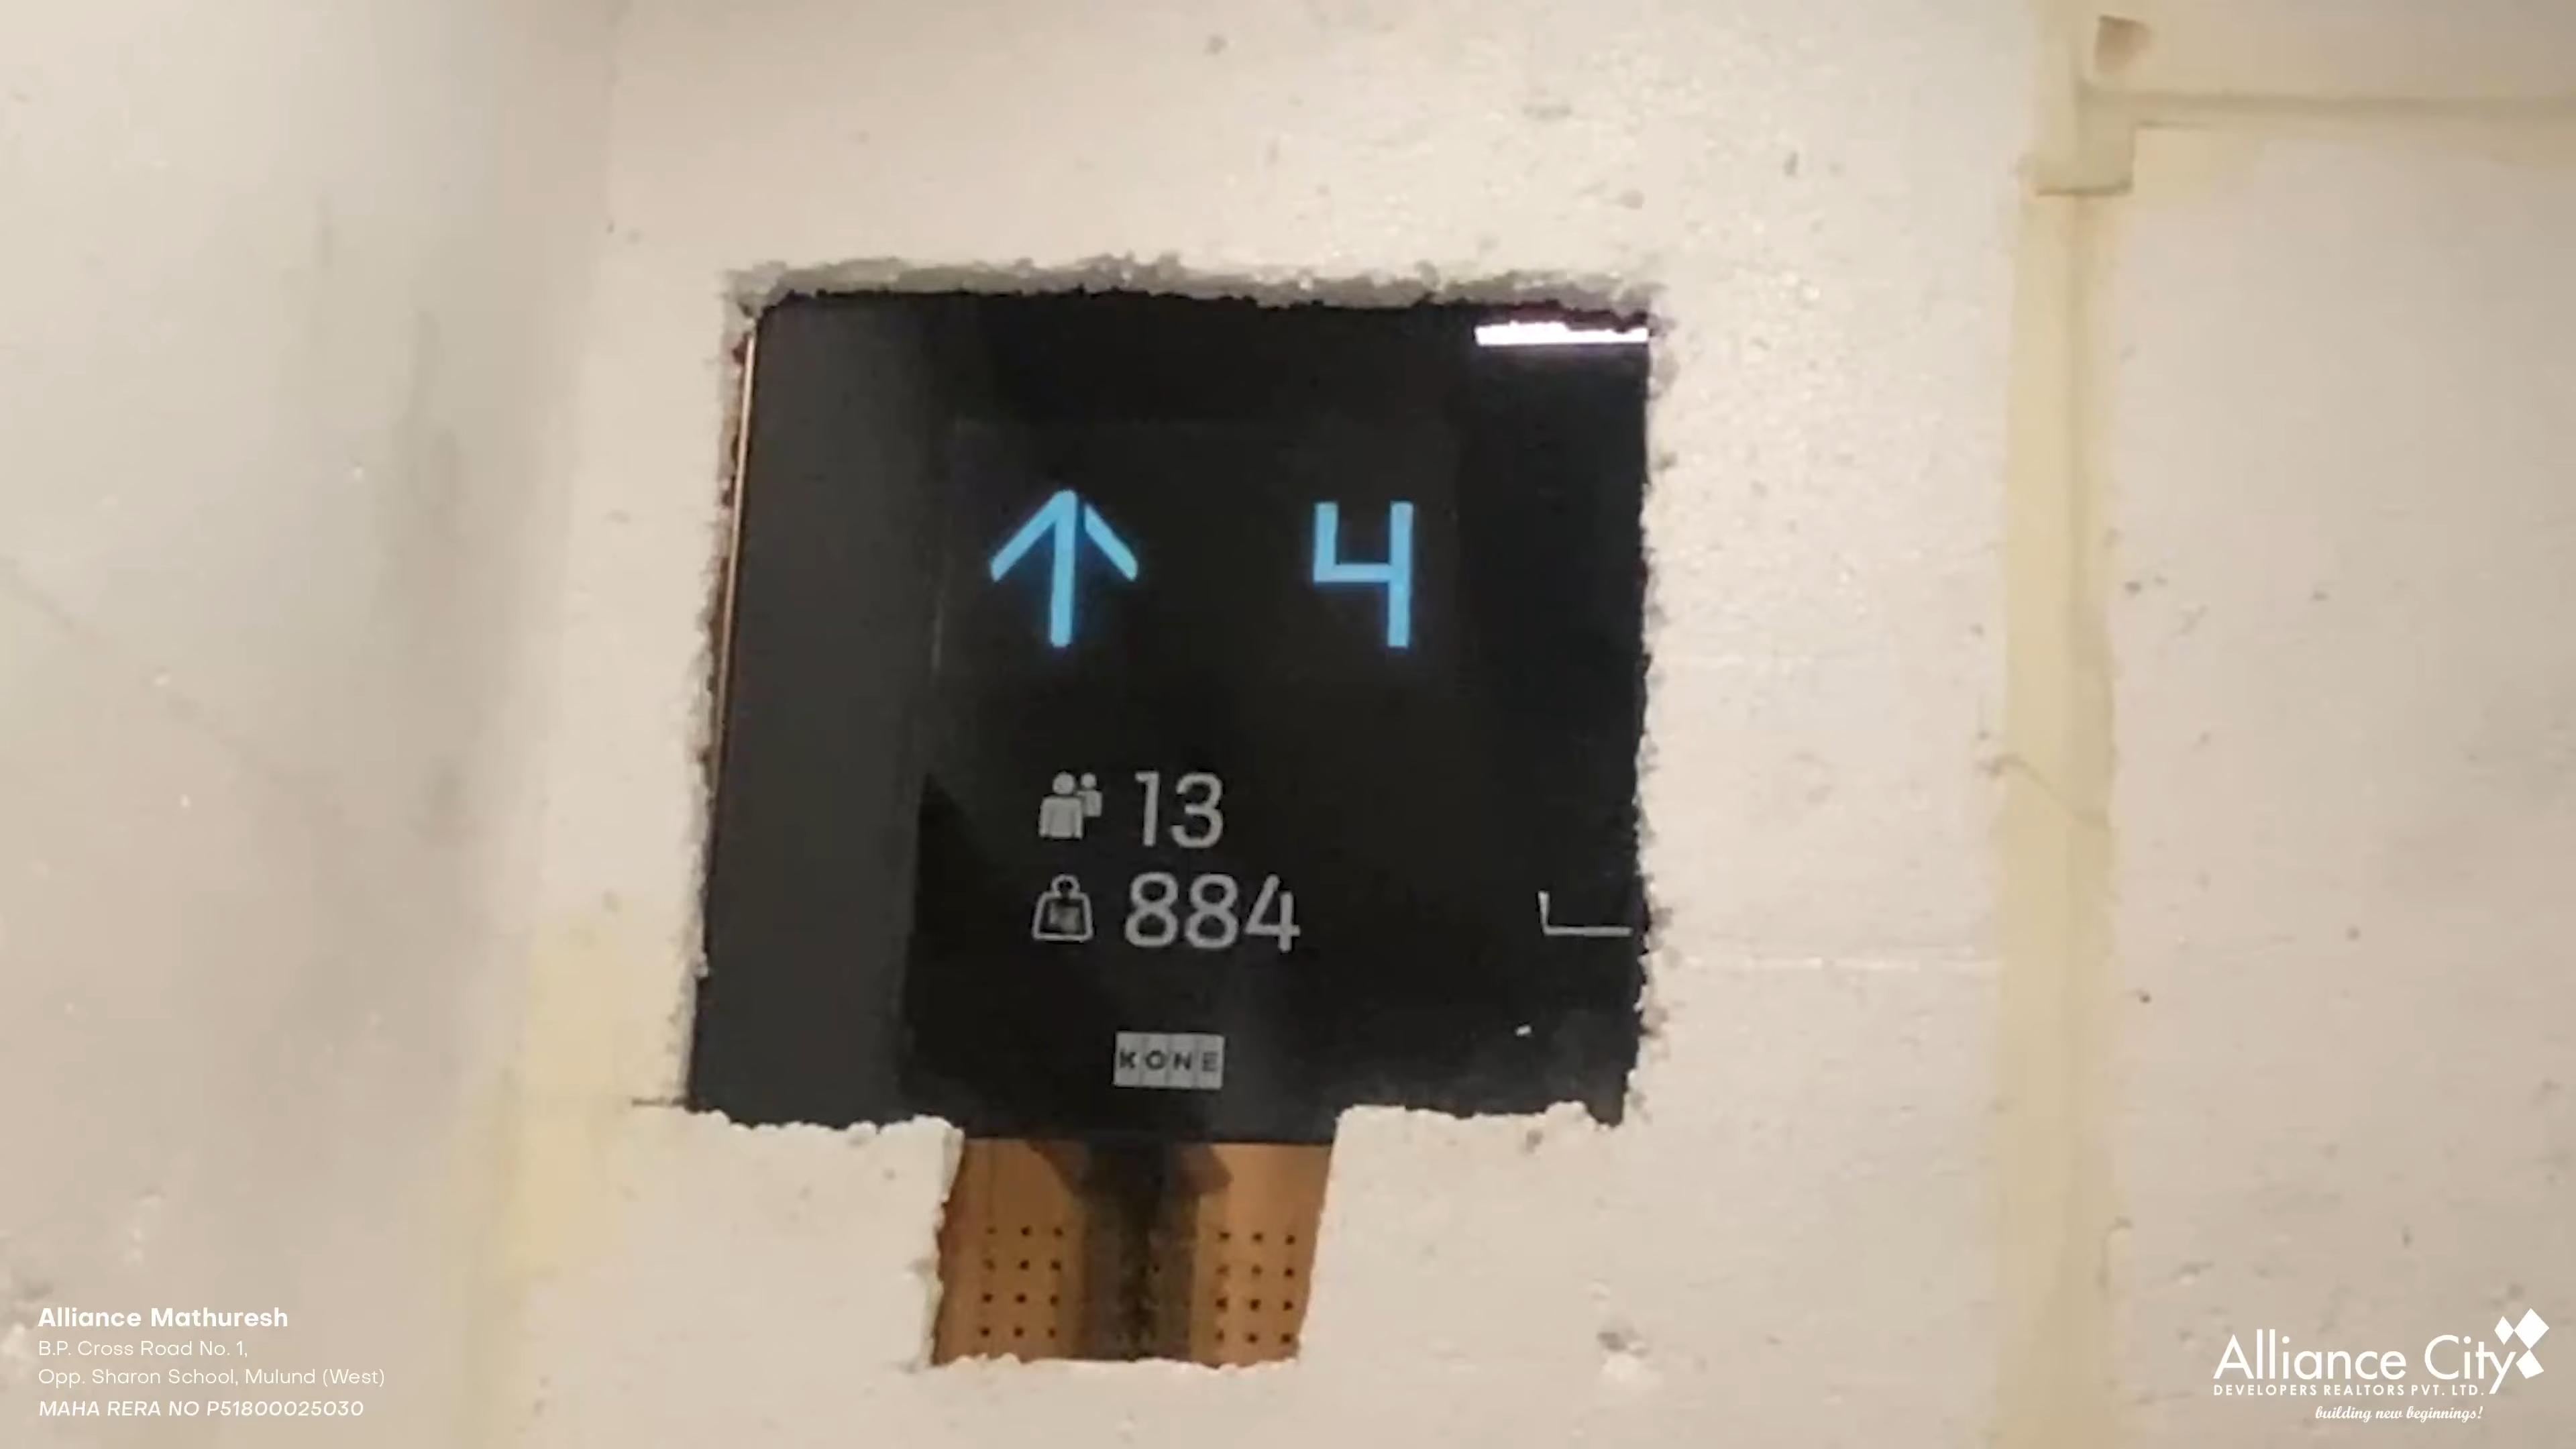 4
13
884
KONE
Alliance Mathuresh
B.P. Cross Road No. 1,
Opp. Sharon School, Mulund (West)
MAHA RERA NO P51800025030
Alliance City
DEVELOPERS REALTORS PVT. LTD.
building new beginnings!